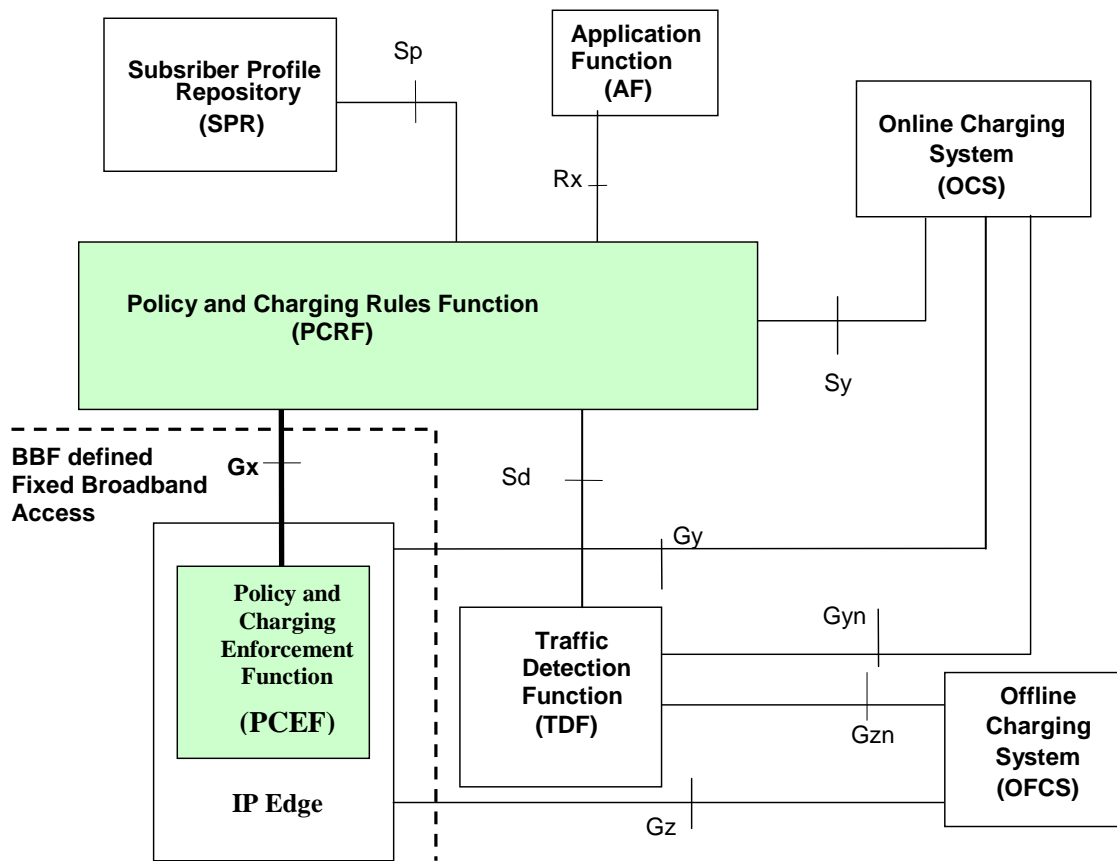 Subsriber Profile
Repository
(SPR)
Sp
Application
Function
(AF)
Online Charging
System
(OCS)
Rx
Policy and Charging Rules Function
(PCRF)
Sy
BBF defined
Fixed Broadband
Access
Gx
Sd
Gy
Policy and
Charging
Enforcement
Function
(PCEF)
IP Edge
Traffic
Detection
Function
(TDF)
Gyn
Gzn
Offline
Charging
System
(OFCS)
Gz